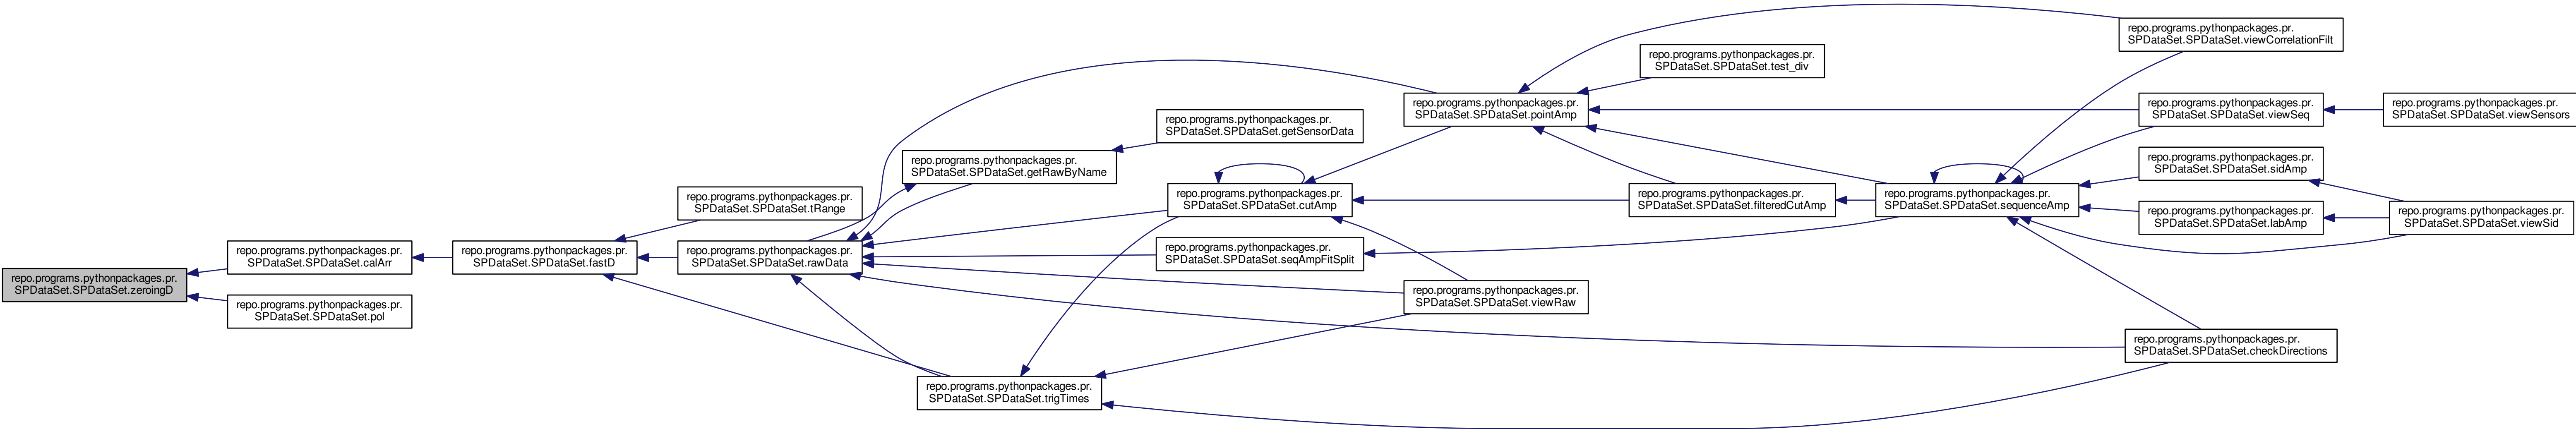 repo.programs.pythonpackages.pr.
SPDataSet.SPDataSet.zeroingD
repo.programs.pythonpackages.pr.
SPDataSet.SPDataSet.calArr
repo.programs.pythonpackages.pr.
SPDataSet.SPDataSet.pol
repo.programs.pythonpackages.pr.
SPDataSet.SPDataSet.fastD
repo.programs.pythonpackages.pr.
SPDataSet.SPDataSet.tRange
repo.programs.pythonpackages.pr.
SPDataSet.SPDataSet.rawData
repo.programs.pythonpackages.pr.
SPDataSet.SPDataSet.getRawByName
repo.programs.pythonpackages.pr.
SPDataSet.SPDataSet.trigTimes
repo.programs.pythonpackages.pr.
SPDataSet.SPDataSet.getSensorData
repo.programs.pythonpackages.pr.
SPDataSet.SPDataSet.cutAmp
repo.programs.pythonpackages.pr.
SPDataSet.SPDataSet.seqAmpFitSplit
repo.programs.pythonpackages.pr.
SPDataSet.SPDataSet.pointAmp
repo.programs.pythonpackages.pr.
SPDataSet.SPDataSet.viewRaw
repo.programs.pythonpackages.pr.
SPDataSet.SPDataSet.test_div
repo.programs.pythonpackages.pr.
SPDataSet.SPDataSet.filteredCutAmp
repo.programs.pythonpackages.pr.
SPDataSet.SPDataSet.sequenceAmp
repo.programs.pythonpackages.pr.
SPDataSet.SPDataSet.viewCorrelationFilt
repo.programs.pythonpackages.pr.
SPDataSet.SPDataSet.viewSeq
repo.programs.pythonpackages.pr.
SPDataSet.SPDataSet.sidAmp
repo.programs.pythonpackages.pr.
SPDataSet.SPDataSet.labAmp
repo.programs.pythonpackages.pr.
SPDataSet.SPDataSet.checkDirections
repo.programs.pythonpackages.pr.
SPDataSet.SPDataSet.viewSensors
repo.programs.pythonpackages.pr.
SPDataSet.SPDataSet.viewSid